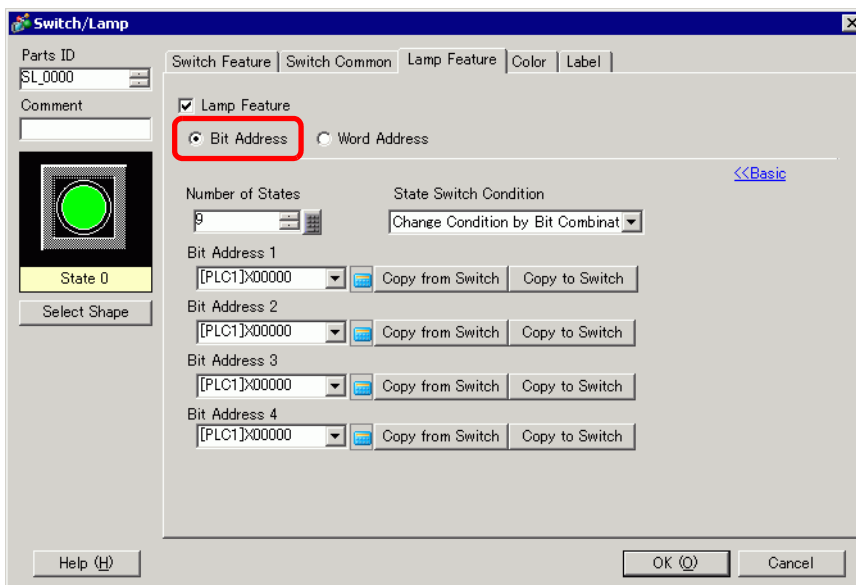 Switch/Lamp
Parts ID
SL_0000
Comment
State 0
Select Shape
Switch Feature Switch Common Lamp Feature Color Label
Lamp Feature
Bit Address Word Address
<<Basic
Number of States State Switch Condition
9 Change Condition by Bit Combinat
Bit Address 1
[PLC1]X00000 Copy from Switch Copy to Switch
Bit Address 2
[PLC1]X00000 Copy from Switch Copy to Switch
Bit Address 3
[PLC1]X00000 Copy from Switch Copy to Switch
Bit Address 4
[PLC1]X00000 Copy from Switch Copy to Switch
Help (H) OK (O) Cancel